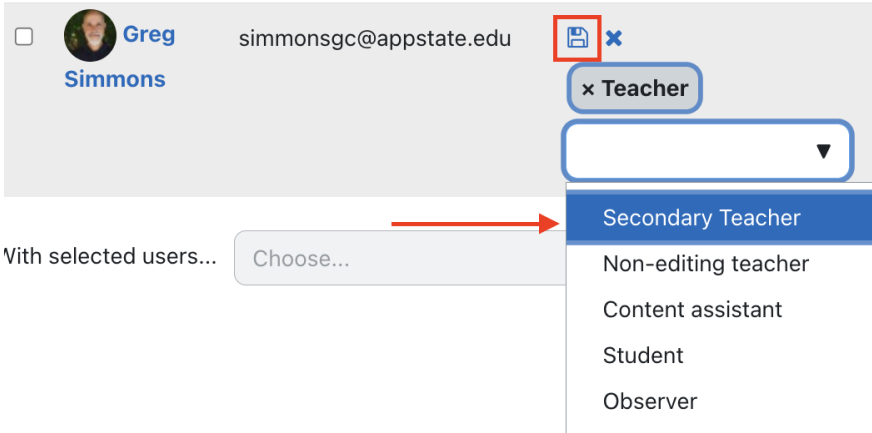 Greg
Simmons
simmonsgc@appstate.edu
× Teacher
Secondary Teacher
With selected users...
Choose...
Non-editing teacher
Content assistant
Student
Observer